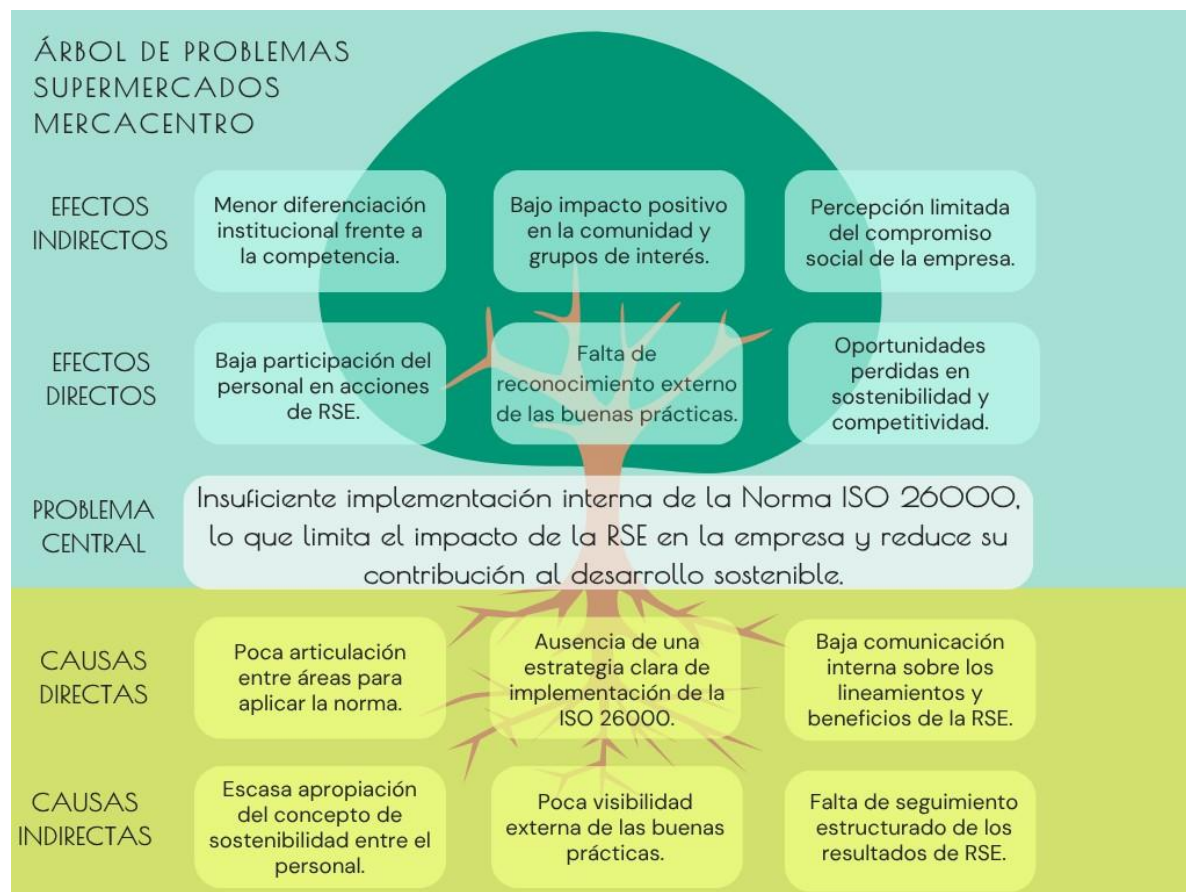 ÁRBOL DE PROBLEMAS
SUPERMERCADOS
MERCACENTRO
EFECTOS
INDIRECTOS
Menor diferenciación
institucional frente a
la competencia.
Bajo impacto positivo
en la comunidad y
grupos de interés.
Percepción limitada
del compromiso
social de la empresa.
EFECTOS
DIRECTOS
Baja participación del
personal en acciones
de RSE.
Falta de
reconocimiento externo
de las buenas prácticas.
Oportunidades
perdidas en
sostenibilidad y
competitividad.
PROBLEMA
CENTRAL
Insuficiente implementación interna de la Norma ISO 26000,
lo que limita el impacto de la RSE en la empresa y reduce su
contribución al desarrollo sostenible.
CAUSAS
DIRECTAS
Poca articulación
entre áreas para
aplicar la norma.
Ausencia de una
estrategia clara de
implementación de la
ISO 26000.
Baja comunicación
interna sobre los
lineamientos y
beneficios de la RSE.
CAUSAS
INDIRECTAS
Escasa apropiación
del concepto de
sostenibilidad entre el
personal.
Poca visibilidad
externa de las buenas
prácticas.
Falta de seguimiento
estructurado de los
resultados de RSE.